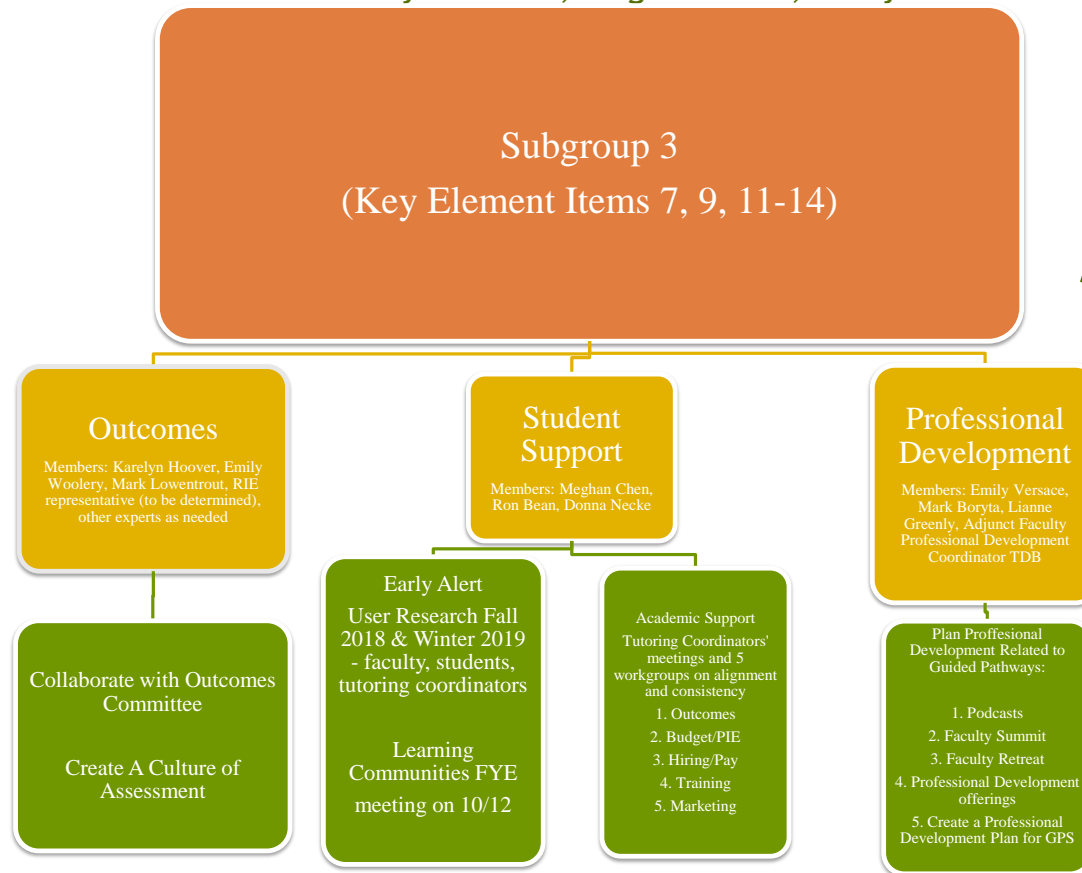 Subgroup 3
(Key Element Items 7, 9, 11-14)
Outcomes
Members: Karelyn Hoover, Emily
Woolery, Mark Lowentrout, RIE
representative (to be determined),
other experts as needed
Student
Support
Members: Meghan Chen,
Ron Bean, Donna Necke
Professional
Development
Members: Emily Versace,
Mark Boryta, Lianne
Greenly, Adjunct Faculty
Professional Development
Coordinator TDB
Collaborate with Outcomes
Committee
Create A Culture of
Assessment
Early Alert
User Research Fall
2018 & Winter 2019
- faculty, students,
tutoring coordinators
Learning
Communities FYE
meeting on 10/12
Academic Support
Tutoring Coordinators'
meetings and 5
workgroups on alignment
and consistency
1. Outcomes
2. Budget/PIE
3. Hiring/Pay
4. Training
5. Marketing
Plan Proffesional
Development Related to
Guided Pathways:
1. Podcasts
2. Faculty Summit
3. Faculty Retreat
4. Professional Development
offerings
5. Create a Professional
Development Plan for GPS